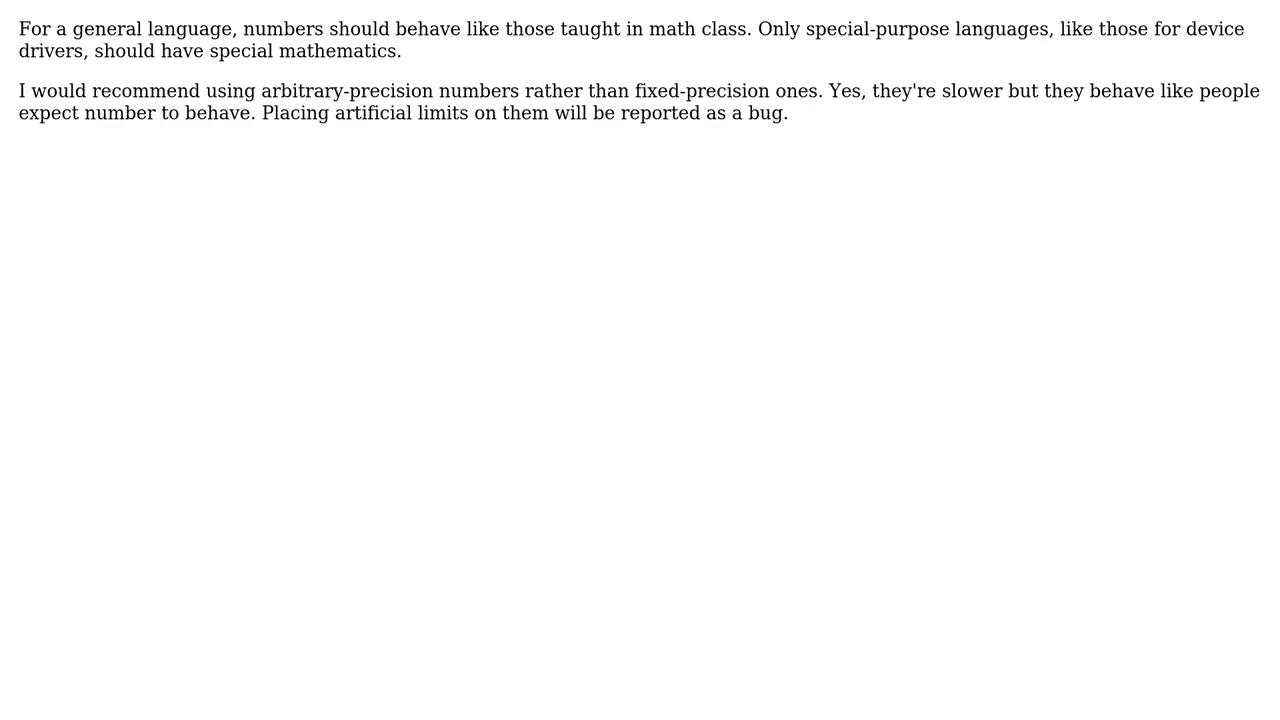 For a general language, numbers should behave like those taught in math class. Only special-purpose languages, like those for device
drivers, should have special mathematics.
I would recommend using arbitrary-precision numbers rather than fixed-precision ones. Yes, they're slower but they behave like people
expect number to behave. Placing artificial limits on them will be reported as a bug.